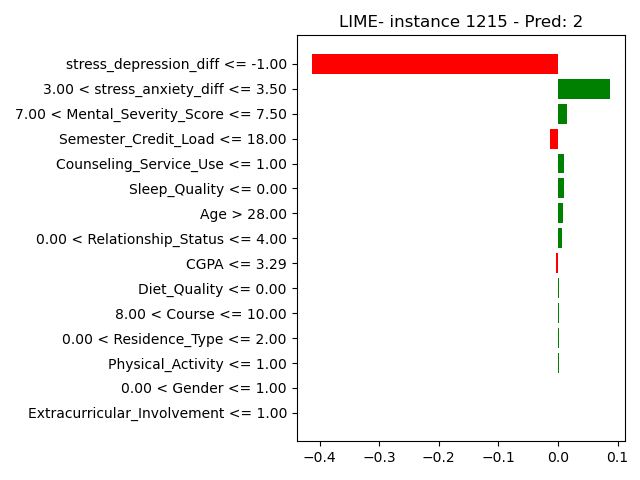 LIME- instance 1215 - Pred: 2
stress_depression_diff <= -1.00
3.00 < stress_anxiety_diff <= 3.50
7.00 < Mental_Severity_Score <= 7.50
Semester_Credit_Load <= 18.00
Counseling_Service_Use <= 1.00
Sleep_Quality <= 0.00
Age > 28.00
0.00 < Relationship_Status <= 4.00
CGPA <= 3.29
Diet_Quality <= 0.00
8.00 < Course <= 10.00
0.00 < Residence_Type <= 2.00
Physical_Activity <= 1.00
0.00 < Gender <= 1.00
Extracurricular_Involvement <= 1.00
−0.4 −0.3 −0.2 −0.1 0.0 0.1